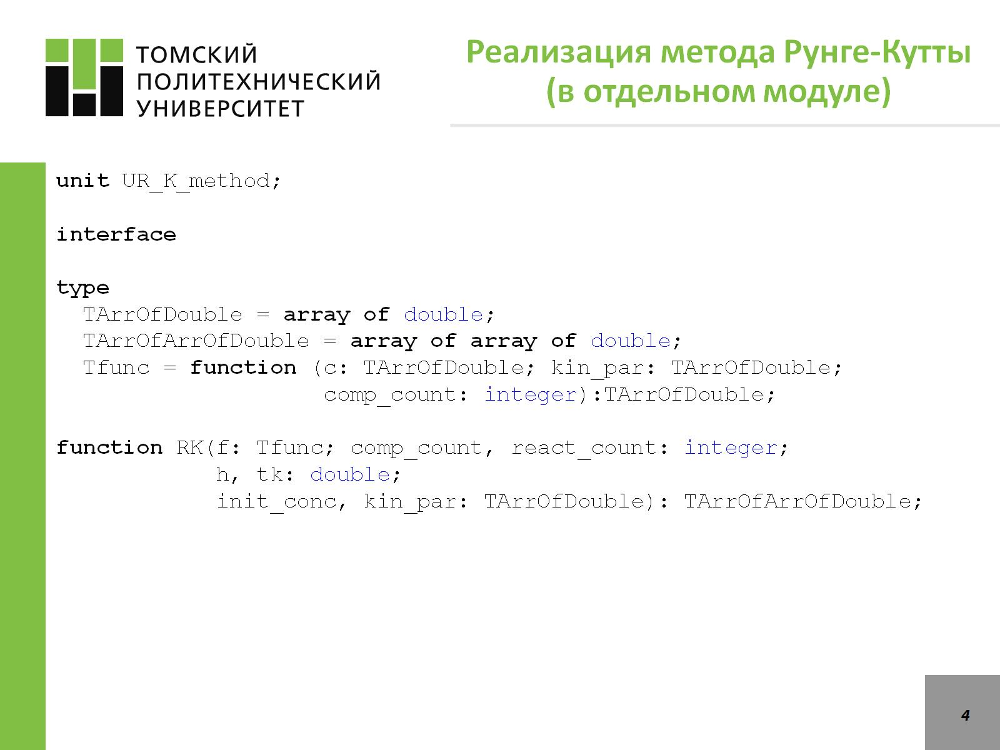 ТОМСКИЙ
ПОЛИТЕХНИЧЕСКИЙ
УНИВЕРСИТЕТ
Реализация метода Рунге-Кутты
(в отдельном модуле)
unit UR_K_method;
interface
type
  TArrOfDouble = array of double;
  TArrOfArrOfDouble = array of array of double;
  Tfunc = function (c: TArrOfDouble; kin_par: TArrOfDouble;
                    comp_count: integer):TArrOfDouble;
function RK(f: Tfunc; comp_count, react_count: integer;
            h, tk: double;
            init_conc, kin_par: TArrOfDouble): TArrOfArrOfDouble;
4